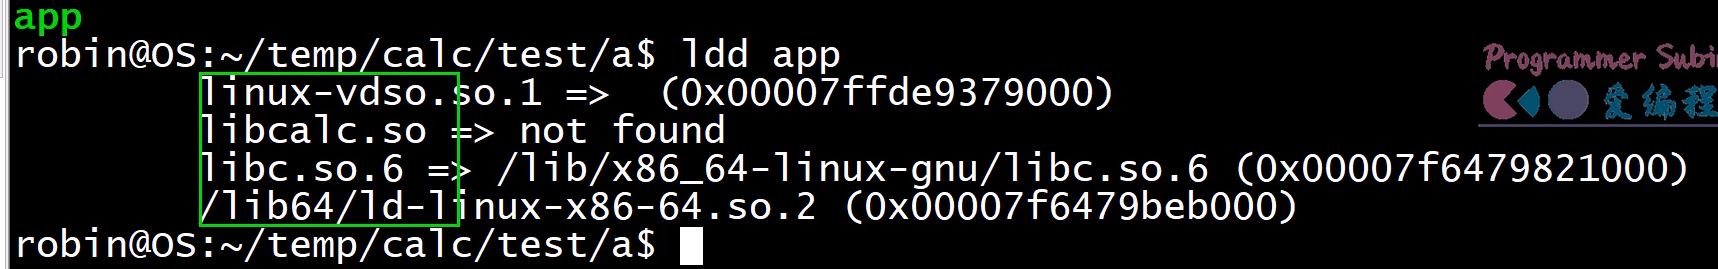 app
robin@OS:~/temp/calc/test/a$ ldd app
linux-vdso.so.1 => (0x00007ffde9379000)
libcalc.so => not found
libc.so.6 => /lib/x86_64-linux-gnu/libc.so.6 (0x00007f6479821000)
/lib64/ld-linux-x86-64.so.2 (0x00007f6479beb000)
robin@OS:~/temp/calc/test/a$
Programmer
爱编程